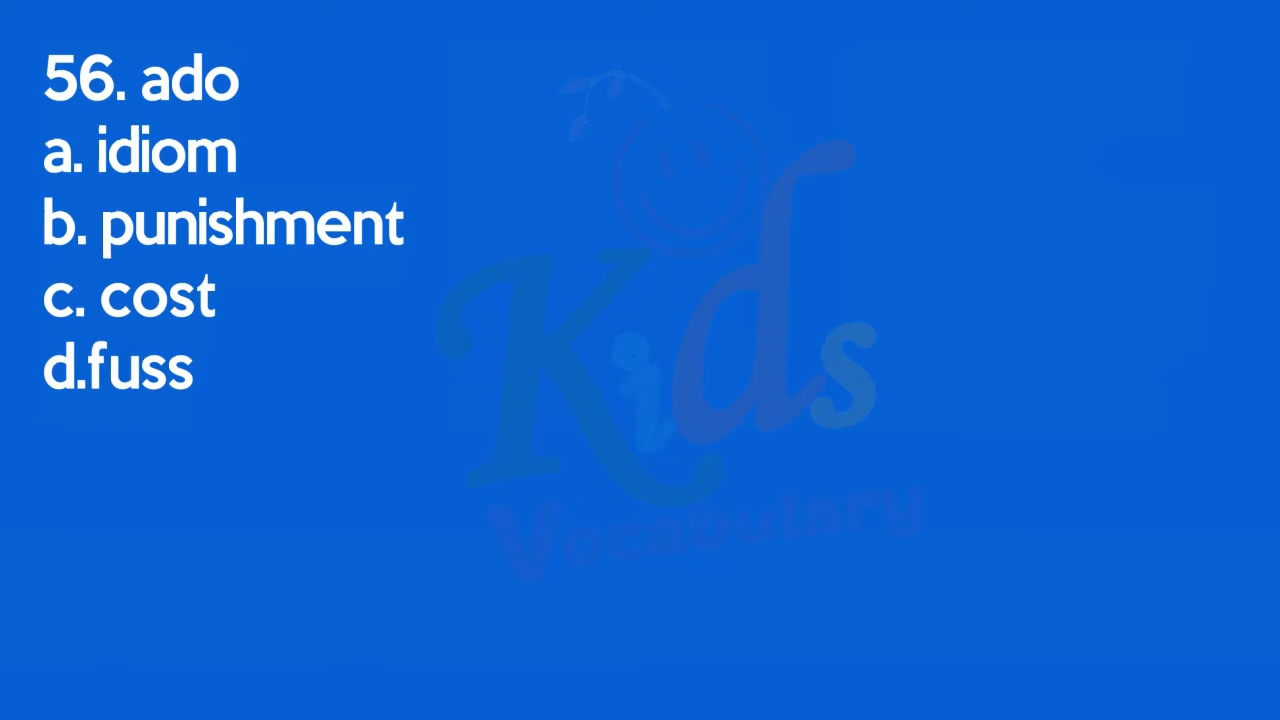 56. ado
a. idiom
b. punishment
c. cost
d.fuss
Kids
Vocabulary